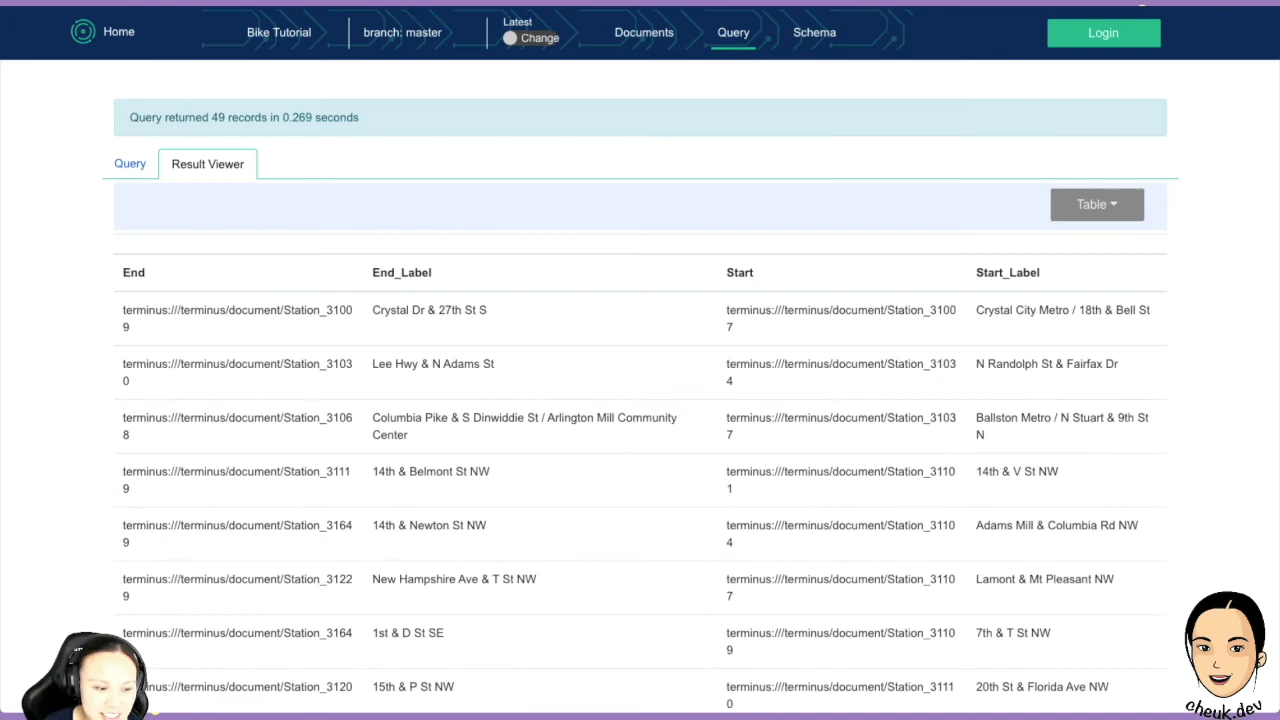 Home
Bike Tutorial
branch: master
Latest
Change
Documents
Query
Schema
Login
Query returned 49 records in 0.269 seconds
Query
Result Viewer
Table
End
End_Label
Start
Start_Label
terminus:///terminus/document/Station_3100
9
Crystal Dr & 27th St S
terminus:///terminus/document/Station_3100
7
Crystal City Metro / 18th & Bell St
terminus:///terminus/document/Station_3103
0
Lee Hwy & N Adams St
terminus:///terminus/document/Station_3103
4
N Randolph St & Fairfax Dr
terminus:///terminus/document/Station_3106
8
Columbia Pike & S Dinwiddie St / Arlington Mill Community
Center
terminus:///terminus/document/Station_3103
7
Ballston Metro / N Stuart & 9th St
N
terminus:///terminus/document/Station_3111
9
14th & Belmont St NW
terminus:///terminus/document/Station_3110
1
14th & V St NW
terminus:///terminus/document/Station_3164
9
14th & Newton St NW
terminus:///terminus/document/Station_3110
4
Adams Mill & Columbia Rd NW
terminus:///terminus/document/Station_3122
9
New Hampshire Ave & T St NW
terminus:///terminus/document/Station_3110
7
Lamont & Mt Pleasant NW
terminus:///terminus/document/Station_3164
1st & D St SE
terminus:///terminus/document/Station_3110
9
7th & T St NW
terminus/document/Station_3120
15th & P St NW
terminus:///terminus/document/Station_3111
0
20th St & Florida Ave NW
cheuk.dev